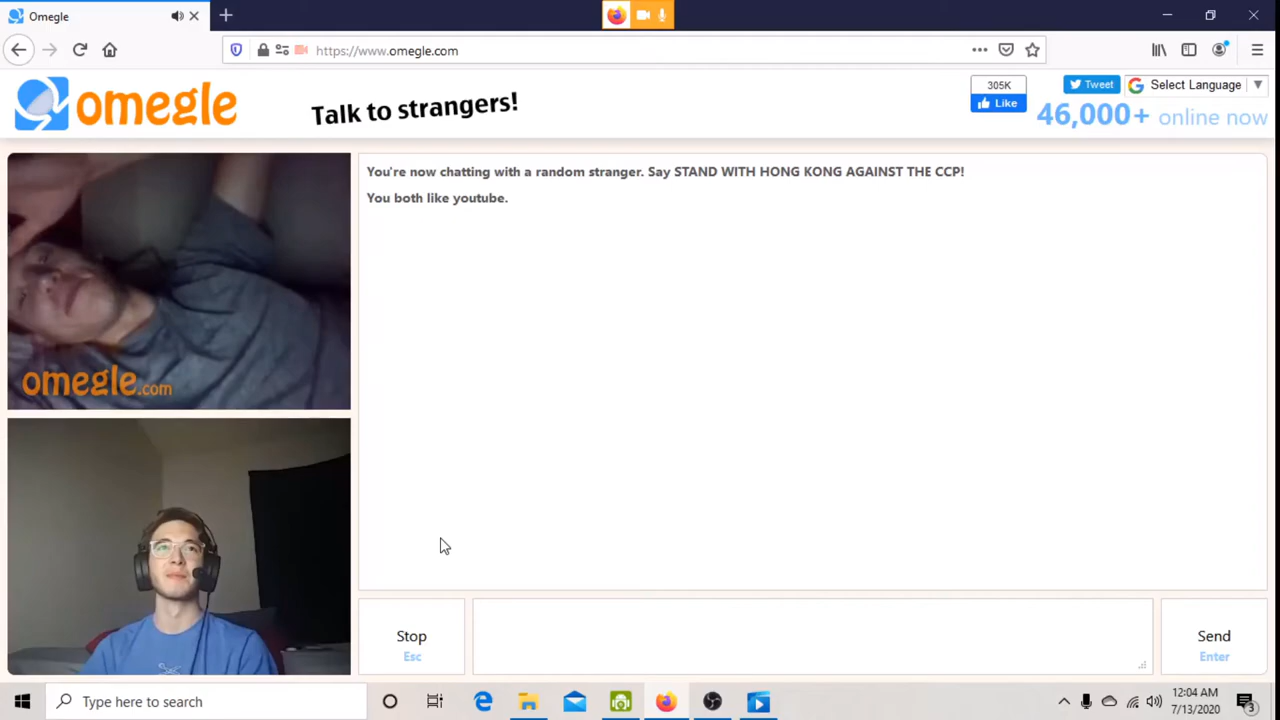 Omegle
https://www.omegle.com
omegle
Talk to strangers!
305K
Like
Tweet
Select Language
46,000+ online now
You're now chatting with a random stranger. Say STAND WITH HONG KONG AGAINST THE CCP!
You both like youtube.
omegle.com
Stop
Esc
Send
Enter
Type here to search
12:04 AM
7/13/2020
3